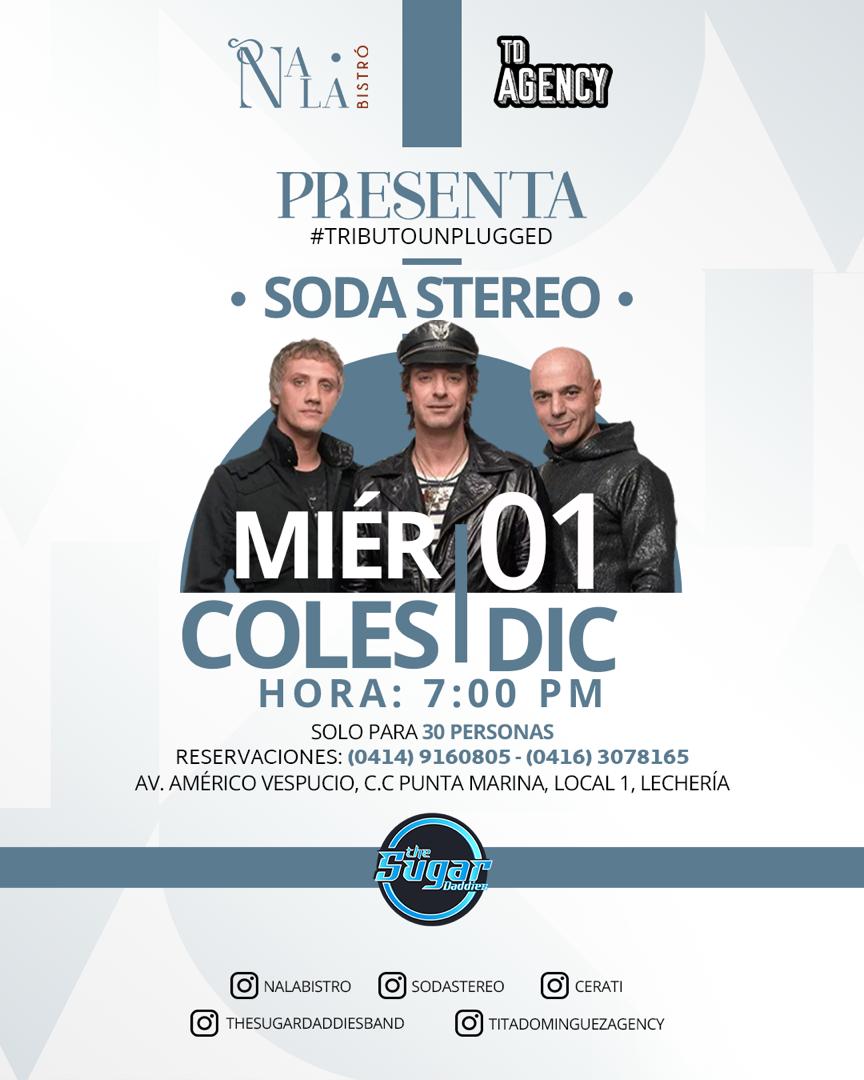 NALA BISTRÓ
TD AGENCY
PRESENTA
#TRIBUTOUNPLUGGED
• SODA STEREO •
MIÉR 01
COLES DIC
HORA: 7:00 PM
SOLO PARA 30 PERSONAS
RESERVACIONES: (0414) 9160805 - (0416) 3078165
AV. AMÉRICO VESPUCIO, C.C PUNTA MARINA, LOCAL 1, LECHERÍA
the Sugar Daddies
NALABISTRO SODASTEREO CERATI
THESUGARDADDIESBAND TITADOMINGUEZAGENCY